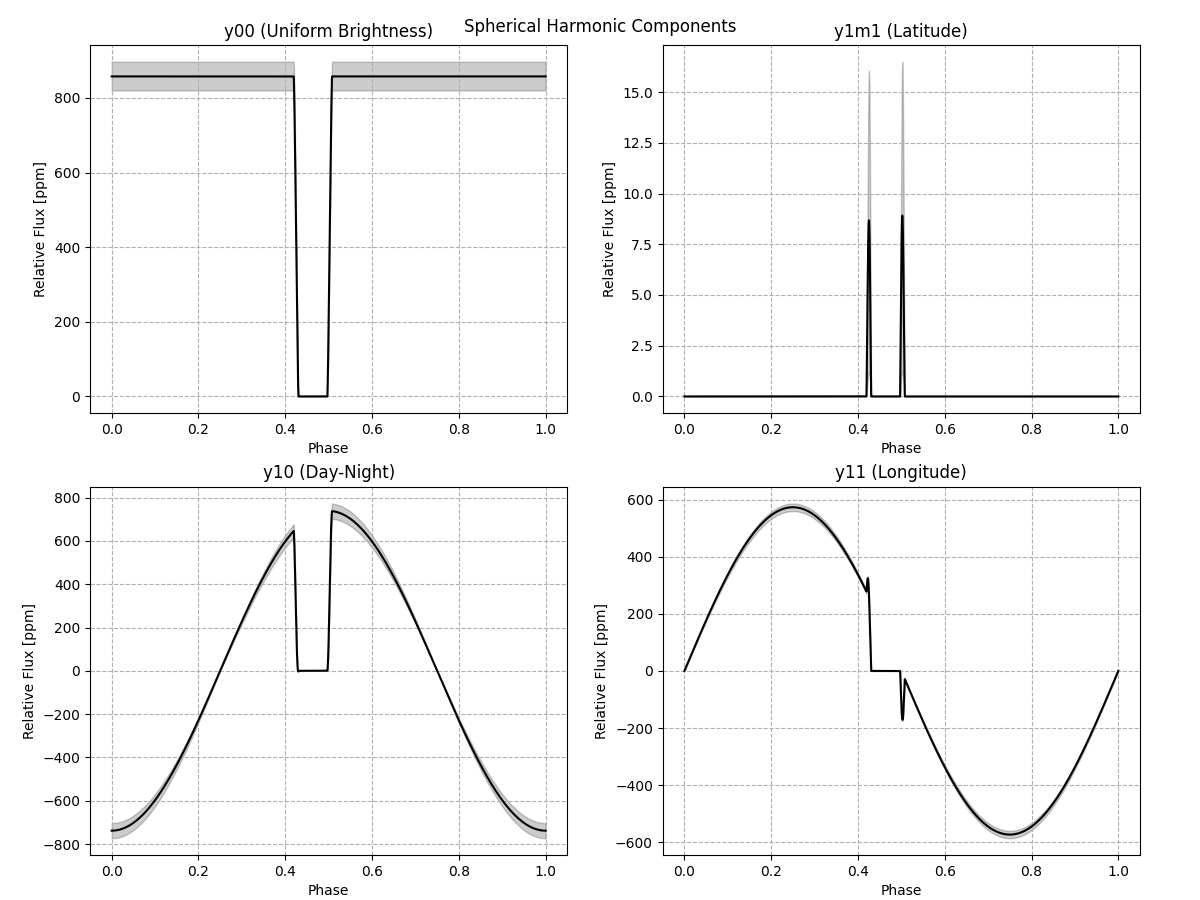 Spherical Harmonic Components
y00 (Uniform Brightness)
Relative Flux [ppm]
800
600
400
200
0
0.0 0.2 0.4 0.6 0.8 1.0
Phase
y1m1 (Latitude)
Relative Flux [ppm]
15.0
12.5
10.0
7.5
5.0
2.5
0.0
0.0 0.2 0.4 0.6 0.8 1.0
Phase
y10 (Day-Night)
Relative Flux [ppm]
800
600
400
200
0
−200
−400
−600
−800
0.0 0.2 0.4 0.6 0.8 1.0
Phase
y11 (Longitude)
Relative Flux [ppm]
600
400
200
0
−200
−400
−600
0.0 0.2 0.4 0.6 0.8 1.0
Phase